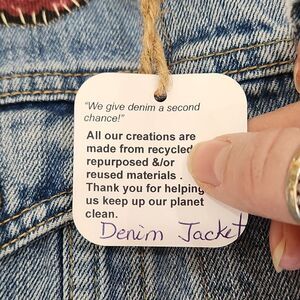 "We give denim a second
chance!"
All our creations are
made from recycled
repurposed &/or
reused materials .
Thank you for helping
us keep up our planet
clean.
Denim Jacket